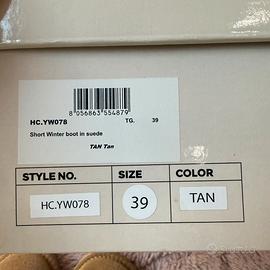 8 056863 554879
HC.YW078 TG. 39
Short Winter boot in suede
TAN Tan
STYLE NO. SIZE COLOR
HC.YW078 39 TAN